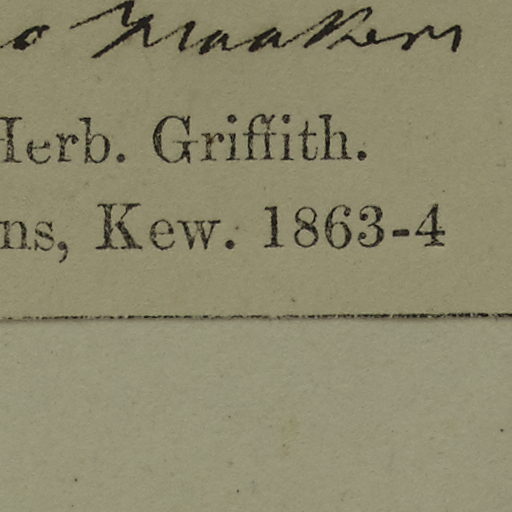 Herb. Griffith.
ns, Kew. 1863-4